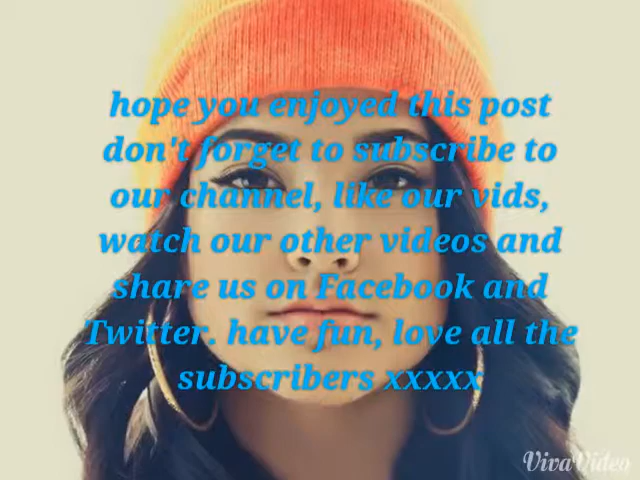 hope you enjoyed this post
don't forget to subscribe to
our channel, like our vids,
watch our other videos and
share us on Facebook and
Twitter. have fun, love all the
subscribers xxxxx
VivaVideo